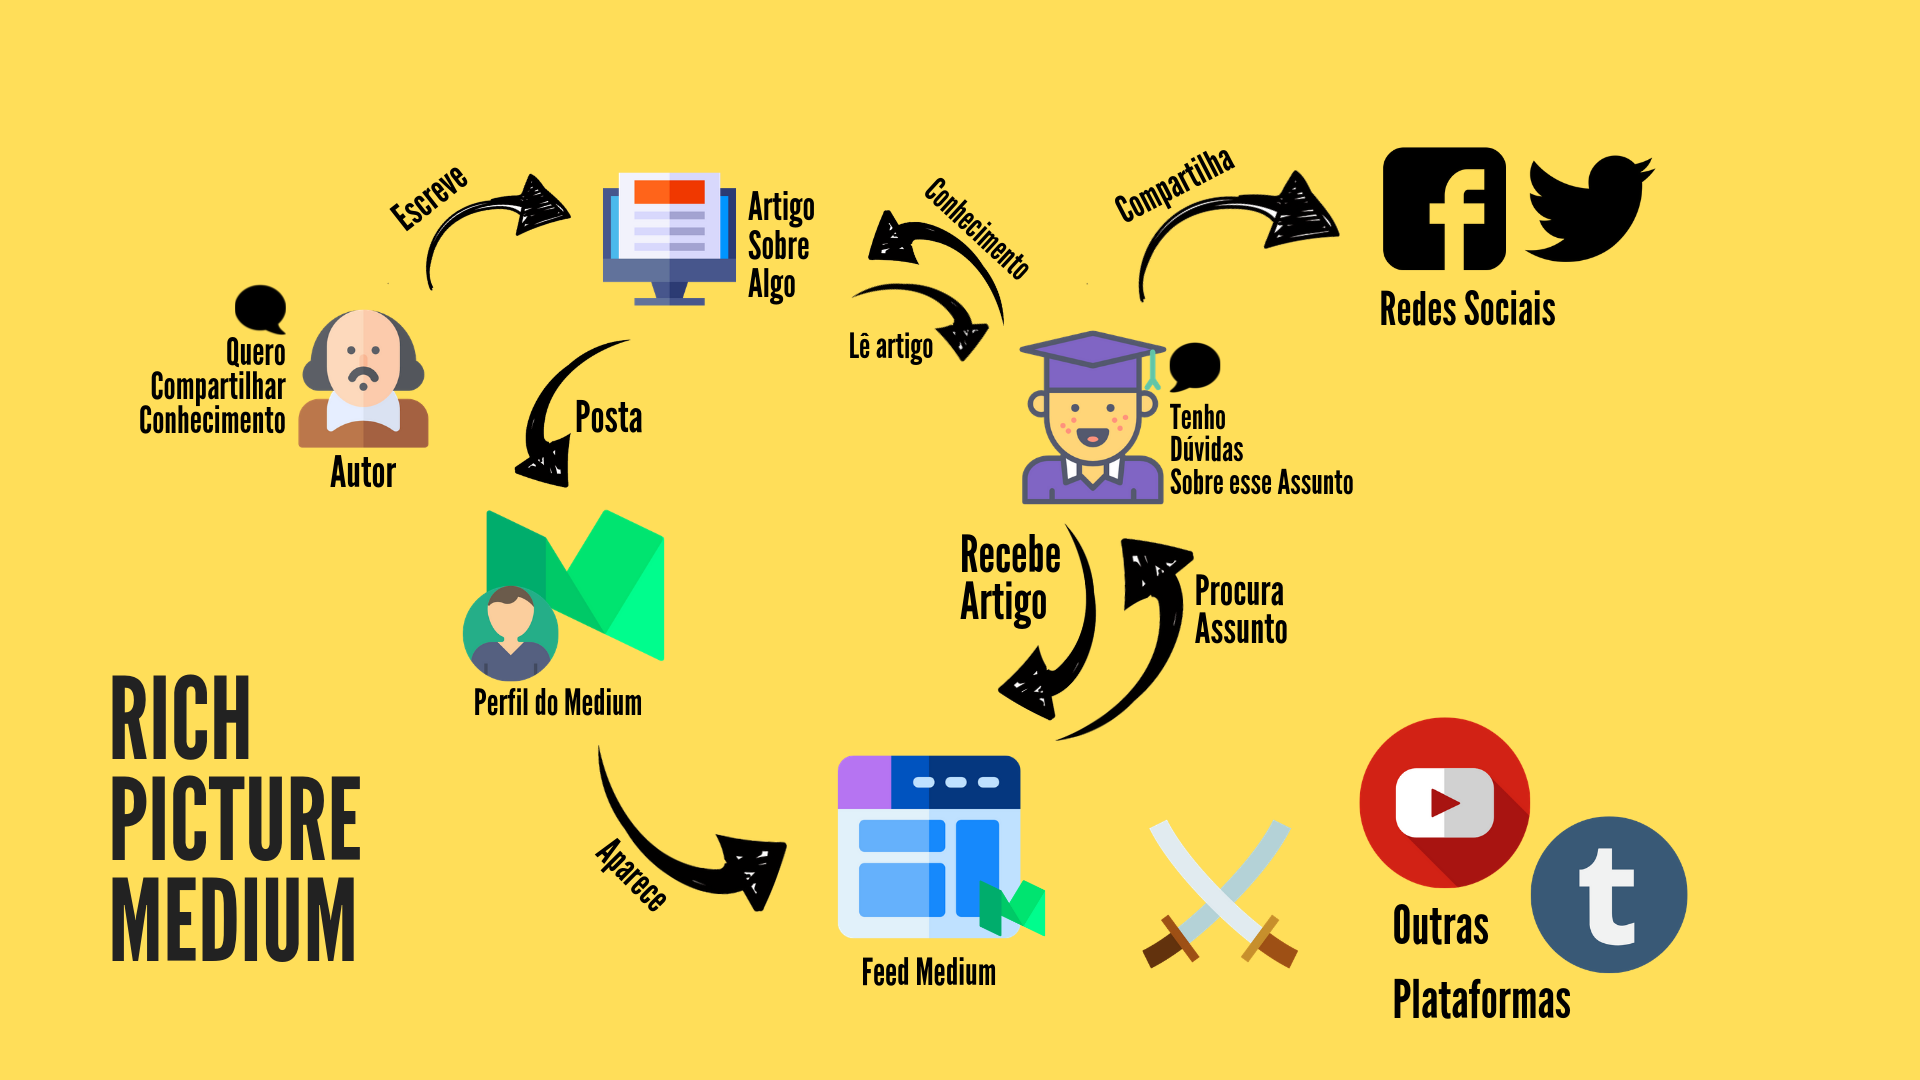 Escreve
Artigo
Sobre
Algo
Conhecimento
Lê artigo
Compartilha
Redes Sociais
Quero
Compartilhar
Conhecimento
Autor
Posta
Tenho
Dúvidas
Sobre esse Assunto
Recebe
Artigo
Procura
Assunto
Perfil do Medium
RICH
PICTURE
MEDIUM
Aparece
Feed Medium
Outras
Plataformas